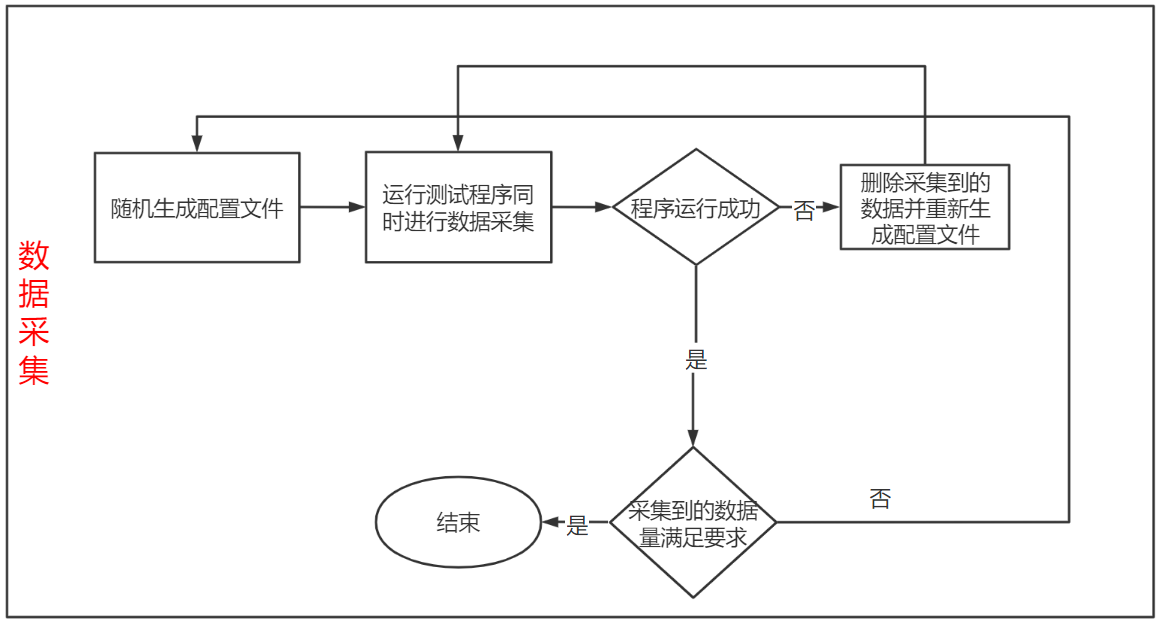 数据采集
随机生成配置文件
运行测试程序同
时进行数据采集
程序运行成功
否
删除采集到的
数据并重新生
成配置文件
是
采集到的数据
量满足要求
否
是
结束